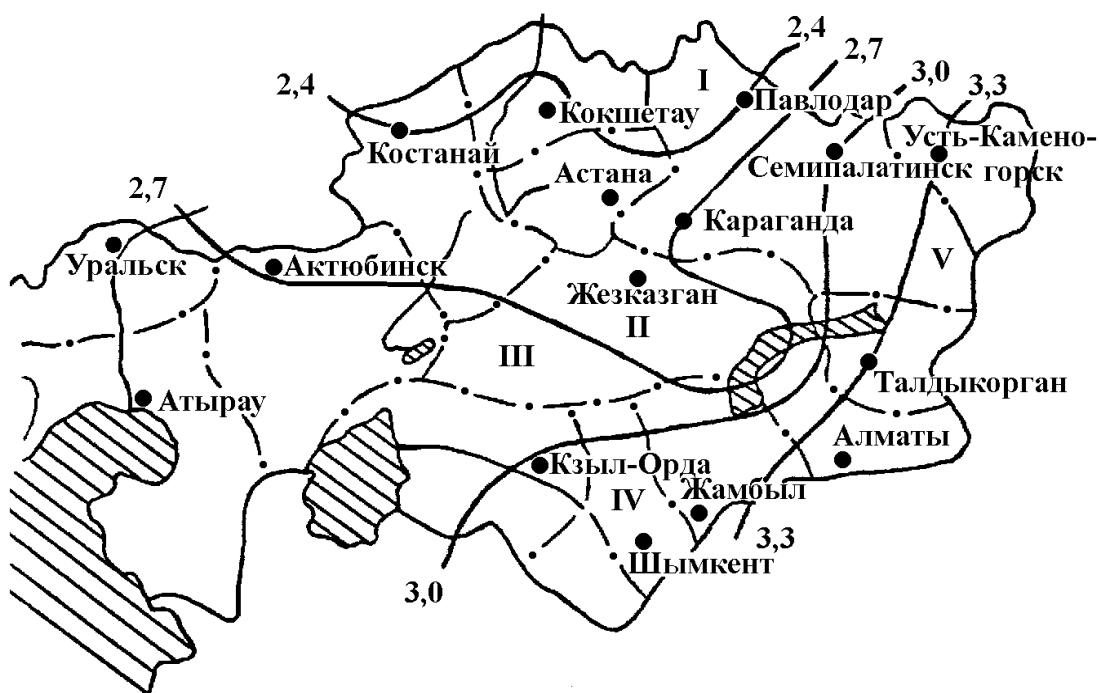 2,4
2,7
3,0
3,3
I
2,4
Павлодар
Кокшетау
Костанай
Усть-Камено-
горск
Семипалатинск
Астана
2,7
Караганда
Уральск
Актюбинск
V
Жезказган
II
III
Талдыкорган
Атырау
Алматы
Кзыл-Орда
IV
Жамбыл
3,3
Шымкент
3,0